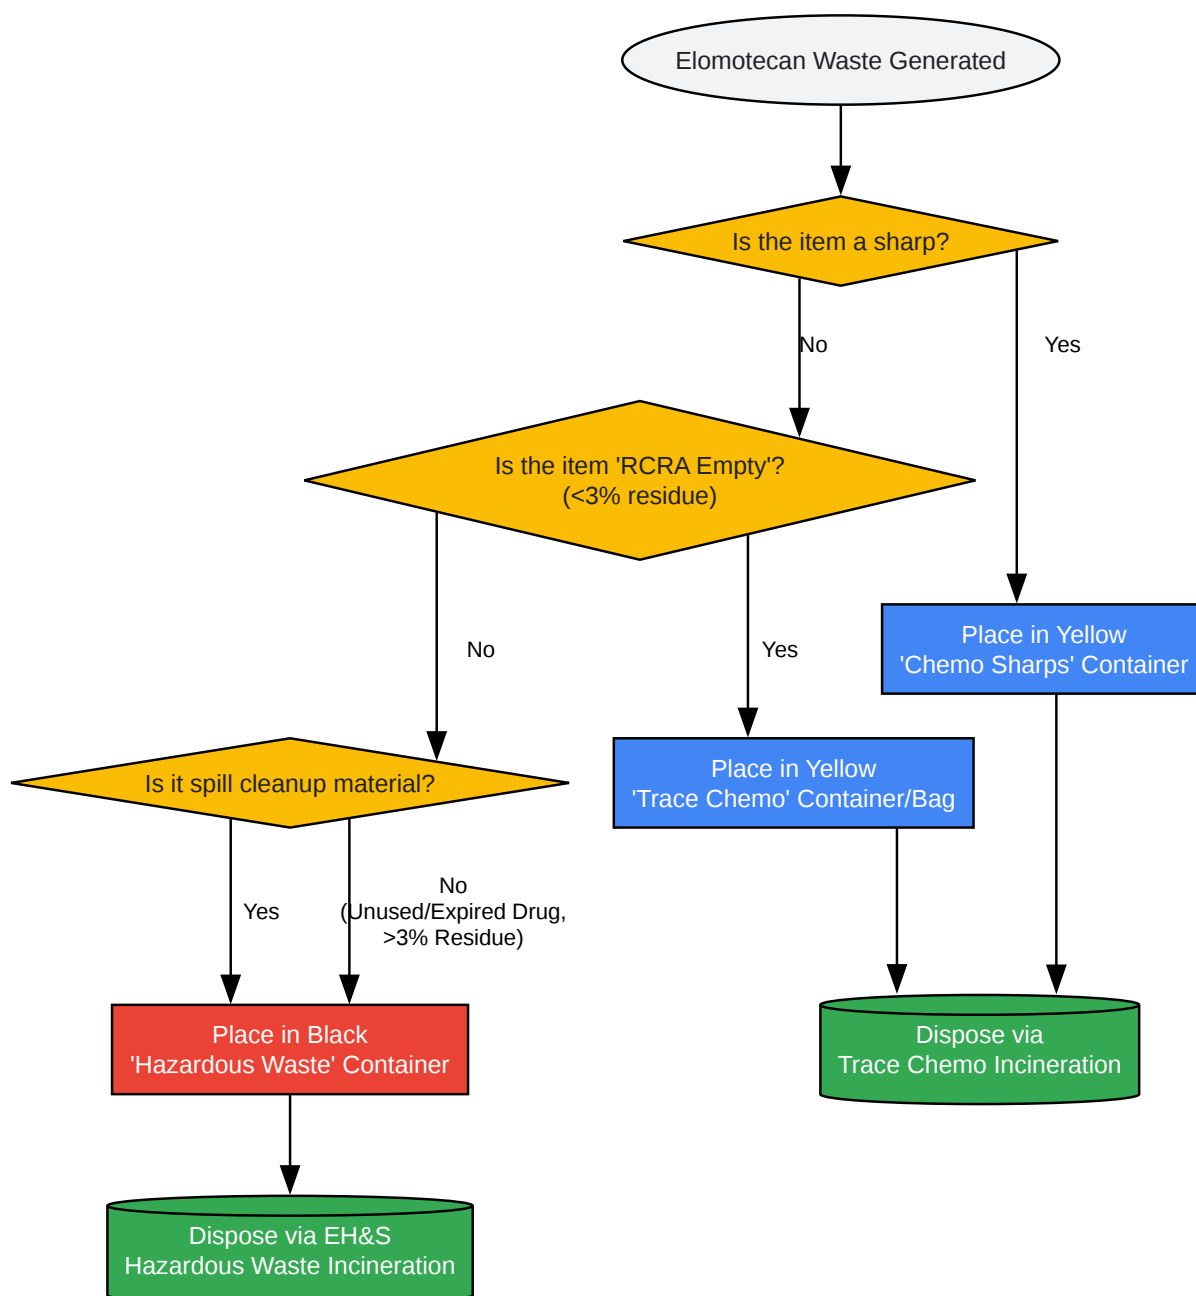 Elomotecan Waste Generated
Is the item a sharp?
No
Yes
Is the item 'RCRA Empty'?
(<3% residue)
No
Yes
Place in Yellow
'Chemo Sharps' Container
Is it spill cleanup material?
Place in Yellow
'Trace Chemo' Container/Bag
Yes
No
(Unused/Expired Drug,
>3% Residue)
Place in Black
'Hazardous Waste' Container
Dispose via
Trace Chemo Incineration
Dispose via EH&S
Hazardous Waste Incineration